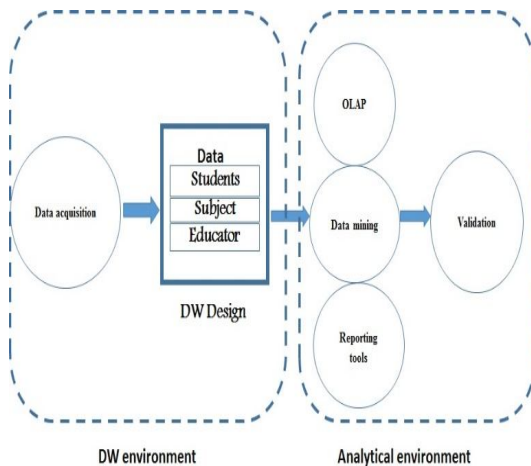 Data acquisition
Data
Students
Subject
Educator
DW Design
DW environment
OLAP
Data mining
Reporting
tools
Validation
Analytical environment